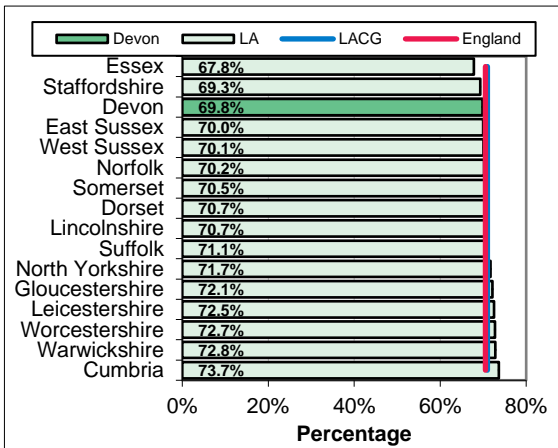 Devon LA LACG England
Essex 67.8%
Staffordshire 69.3%
Devon 69.8%
East Sussex 70.0%
West Sussex 70.1%
Norfolk 70.2%
Somerset 70.5%
Dorset 70.7%
Lincolnshire 70.7%
Suffolk 71.1%
North Yorkshire 71.7%
Gloucestershire 72.1%
Leicestershire 72.5%
Worcestershire 72.7%
Warwickshire 72.8%
Cumbria 73.7%
0% 20% 40% 60% 80%
Percentage